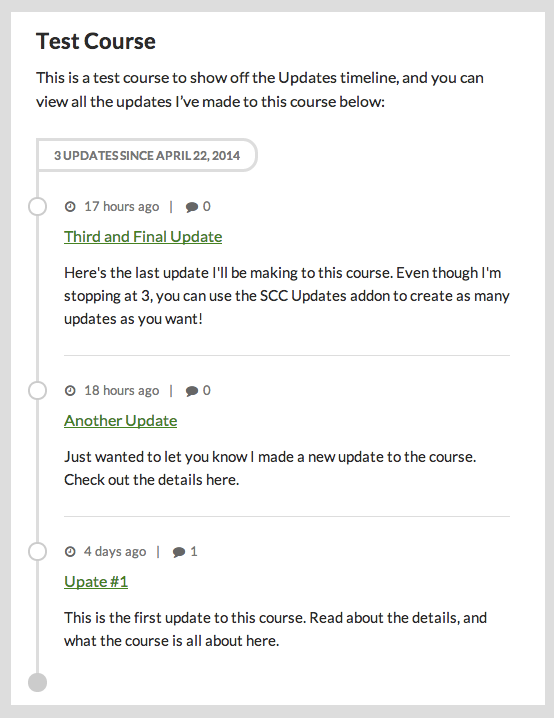 Test Course
This is a test course to show off the Updates timeline, and you can
view all the updates I've made to this course below:
3 UPDATES SINCE APRIL 22, 2014
17 hours ago | 0
Third and Final Update
Here's the last update I'll be making to this course. Even though I'm
stopping at 3, you can use the SCC Updates addon to create as many
updates as you want!
18 hours ago | 0
Another Update
Just wanted to let you know I made a new update to the course.
Check out the details here.
4 days ago | 1
Upate #1
This is the first update to this course. Read about the details, and
what the course is all about here.